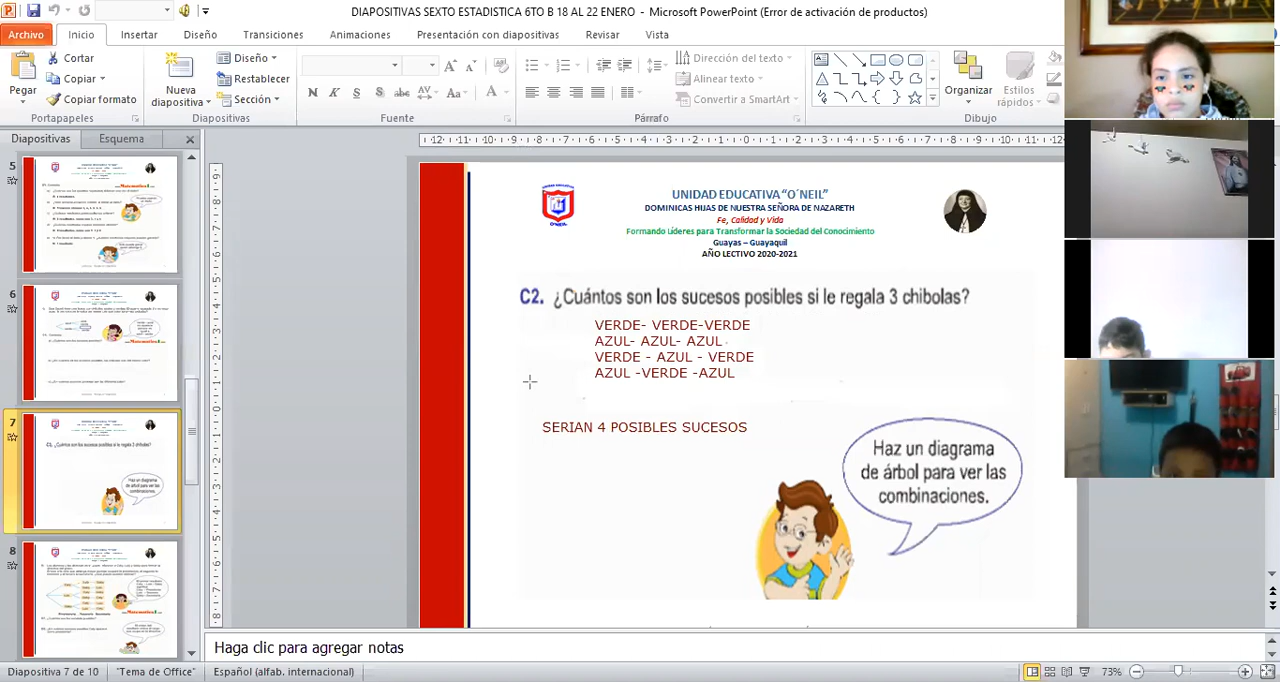 DIAPOSITIVAS SEXTO ESTADISTICA 6TO B 18 AL 22 ENERO - Microsoft PowerPoint (Error de activación de productos)
Archivo Inicio Insertar Diseño Transiciones Animaciones Presentación con diapositivas Revisar Vista
Pegar
Cortar
Copiar
Copiar formato
Portapapeles
Nueva diapositiva
Diseño
Restablecer
Sección
Diapositivas
Fuente
Dirección del texto
Alinear texto
Convertir a SmartArt
Párrafo
Organizar
Estilos rápidos
Dibujo
Diapositivas Esquema
5
6
7
8
UNIDAD EDUCATIVA “O´NEIL”
DOMINICAS HIJAS DE NUESTRA SEÑORA DE NAZARETH
Fe, Calidad y Vida
Formando Líderes para Transformar la Sociedad del Conocimiento
Guayas – Guayaquil
AÑO LECTIVO 2020-2021
C2. ¿Cuántos son los sucesos posibles si le regala 3 chibolas?
VERDE- VERDE-VERDE
AZUL- AZUL- AZUL
VERDE – AZUL – VERDE
AZUL -VERDE -AZUL
SERIAN 4 POSIBLES SUCESOS
Haz un diagrama
de árbol para ver las
combinaciones.
Haga clic para agregar notas
Diapositiva 7 de 10 "Tema de Office" Español (alfab. internacional) 73%